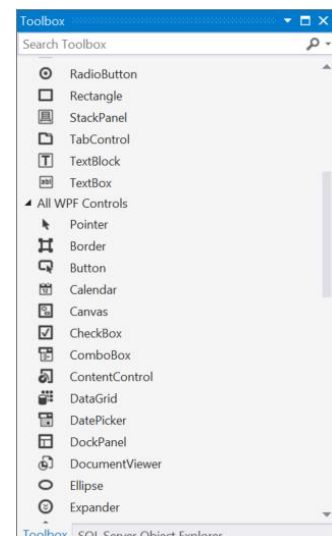 Toolbox
Search Toolbox
RadioButton
Rectangle
StackPanel
TabControl
T TextBlock
abl TextBox
All WPF Controls
Pointer
Border
Button
Calendar
Canvas
CheckBox
ComboBox
ContentControl
DataGrid
DatePicker
DockPanel
DocumentViewer
Ellipse
Expander
Toolbox SQL Server Object Explorer